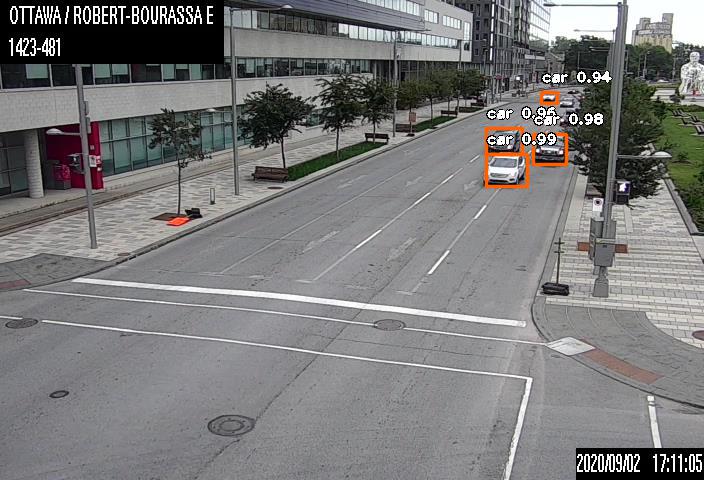 OTTAWA / ROBERT-BOURASSA E
1423-481
car 0.94
car 0.96
car 0.98
car 0.99
2020/09/02 17:11:05